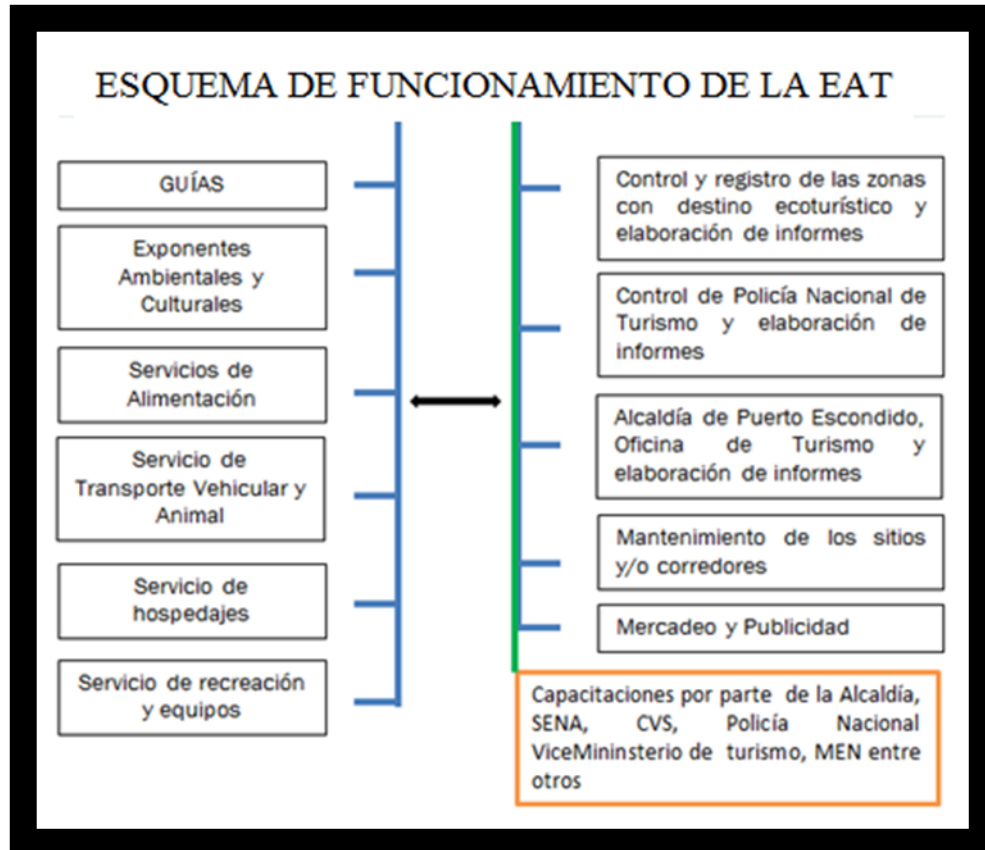 ESQUEMA DE FUNCIONAMIENTO DE LA EAT
GUÍAS
Exponentes
Ambientales y
Culturales
Servicios de
Alimentación
Servicio de
Transporte Vehicular y
Animal
Servicio de
hospedajes
Servicio de recreación
y equipos
Control y registro de las zonas
con destino ecoturístico y
elaboración de informes
Control de Policía Nacional de
Turismo y elaboración de
informes
Alcaldía de Puerto Escondido,
Oficina de Turismo y
elaboración de informes
Mantenimiento de los sitios
y/o corredores
Mercadeo y Publicidad
Capacitaciones por parte de la Alcaldía,
SENA, CVS, Policía Nacional
ViceMininsterio de turismo, MEN entre
otros